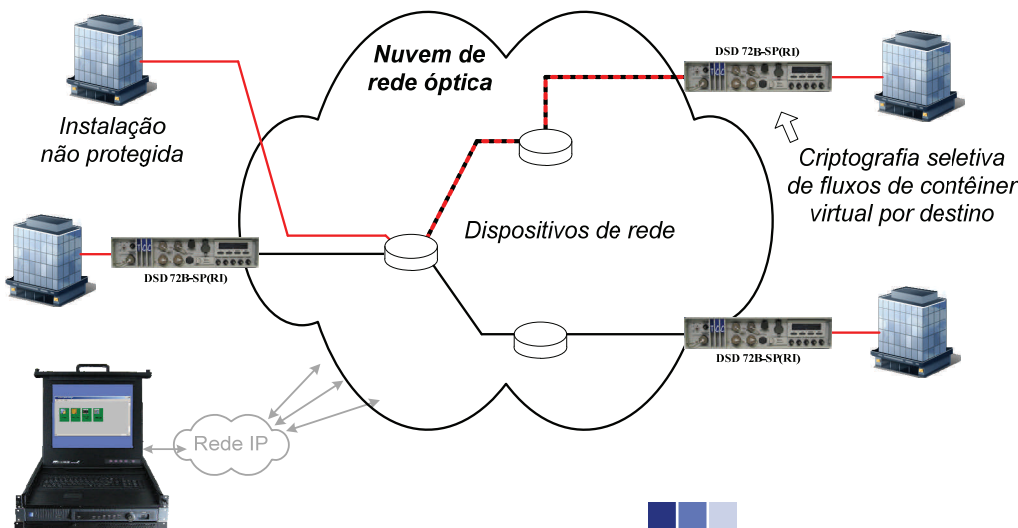 Nuvem de
rede óptica
DSD 72B-SP(RI)
Instalação
não protegida
Criptografia seletiva
de fluxos de contêiner
virtual por destino
Dispositivos de rede
DSD 72B-SP(RI)
DSD 72B-SP(RI)
Rede IP